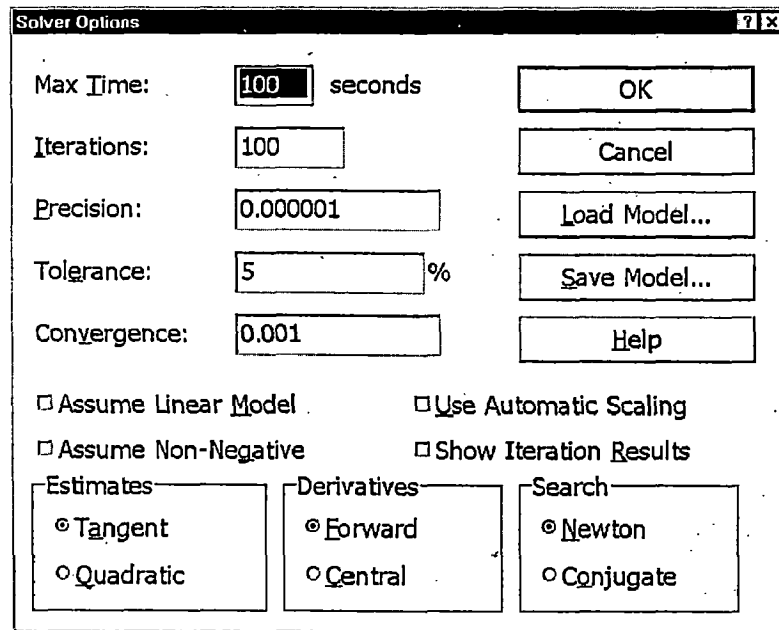 Solver Options
Max Time: 100 seconds
OK
Iterations: 100
Cancel
Precision: 0.000001
Load Model...
Tolerance: 5 %
Save Model...
Convergence: 0.001
Help
Assume Linear Model
Use Automatic Scaling
Assume Non-Negative
Show Iteration Results
Estimates
Tangent
Quadratic
Derivatives
Forward
Central
Search
Newton
Conjugate